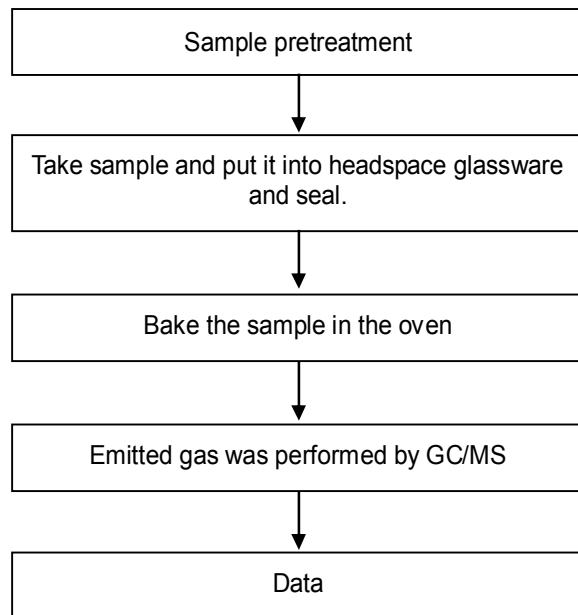 Sample pretreatment
Take sample and put it into headspace glassware
and seal.
Bake the sample in the oven
Emitted gas was performed by GC/MS
Data